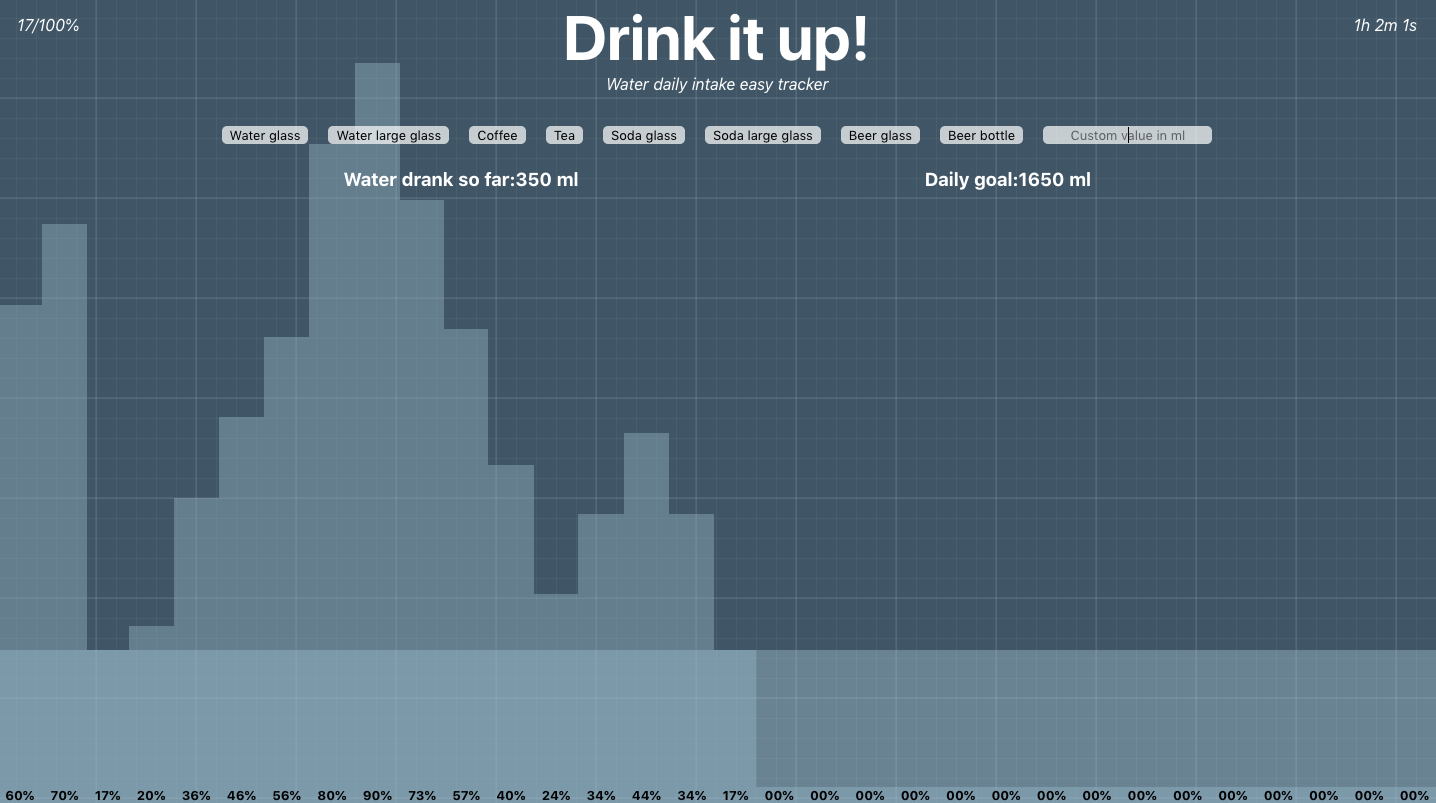 17/100%
Drink it up!
1h 2m 1s
Water daily intake easy tracker
Water glass Water large glass Coffee Tea Soda glass Soda large glass Beer glass Beer bottle Custom value in ml
Water drank so far:350 ml Daily goal:1650 ml
60% 70% 17% 20% 36% 46% 56% 80% 90% 73% 57% 40% 24% 34% 44% 34% 17% 00% 00% 00% 00% 00% 00% 00% 00% 00% 00% 00% 00% 00% 00% 00%